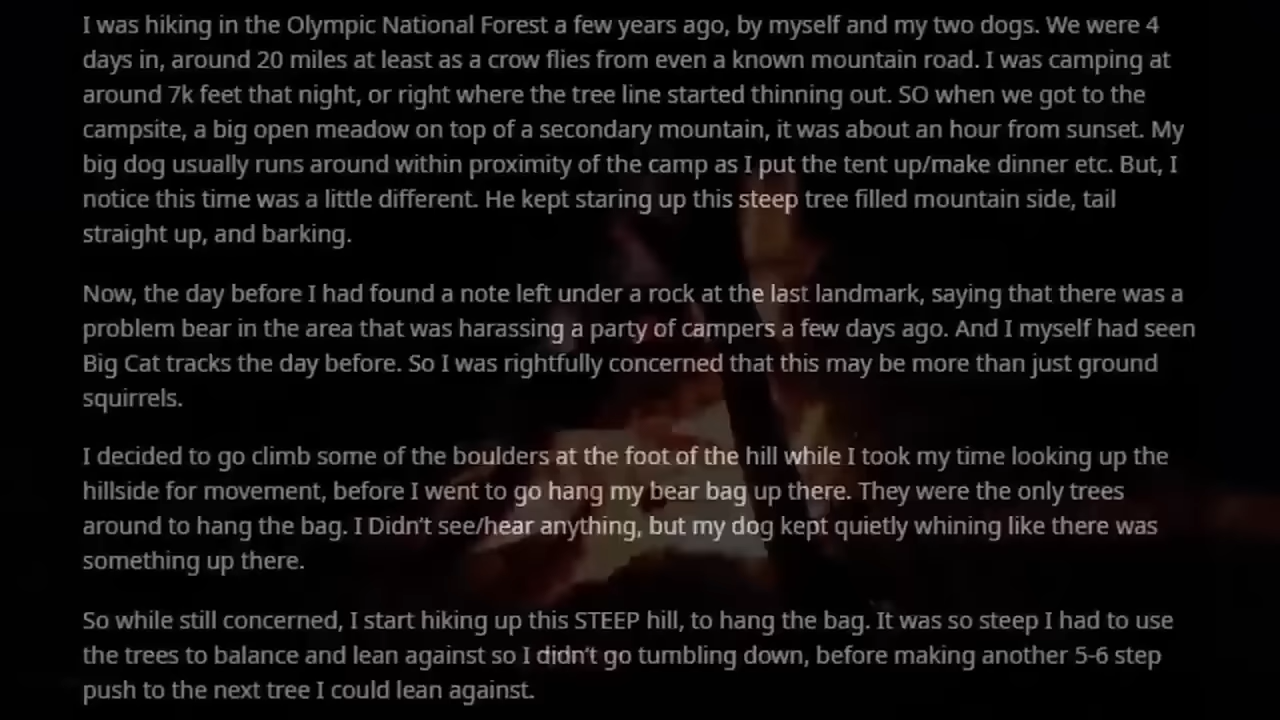 I was hiking in the Olympic National Forest a few years ago, by myself and my two dogs. We were 4
days in, around 20 miles at least as a crow flies from even a known mountain road. I was camping at
around 7k feet that night, or right where the tree line started thinning out. SO when we got to the
campsite, a big open meadow on top of a secondary mountain, it was about an hour from sunset. My
big dog usually runs around within proximity of the camp as I put the tent up/make dinner etc. But, I
notice this time was a little different. He kept staring up this steep tree filled mountain side, tail
straight up, and barking.
Now, the day before I had found a note left under a rock at the last landmark, saying that there was a
problem bear in the area that was harassing a party of campers a few days ago. And I myself had seen
Big Cat tracks the day before. So I was rightfully concerned that this may be more than just ground
squirrels.
I decided to go climb some of the boulders at the foot of the hill while I took my time looking up the
hillside for movement, before I went to go hang my bear bag up there. They were the only trees
around to hang the bag. I Didn't see/hear anything, but my dog kept quietly whining like there was
something up there.
So while still concerned, I start hiking up this STEEP hill, to hang the bag. It was so steep I had to use
the trees to balance and lean against so I didn't go tumbling down, before making another 5-6 step
push to the next tree I could lean against.